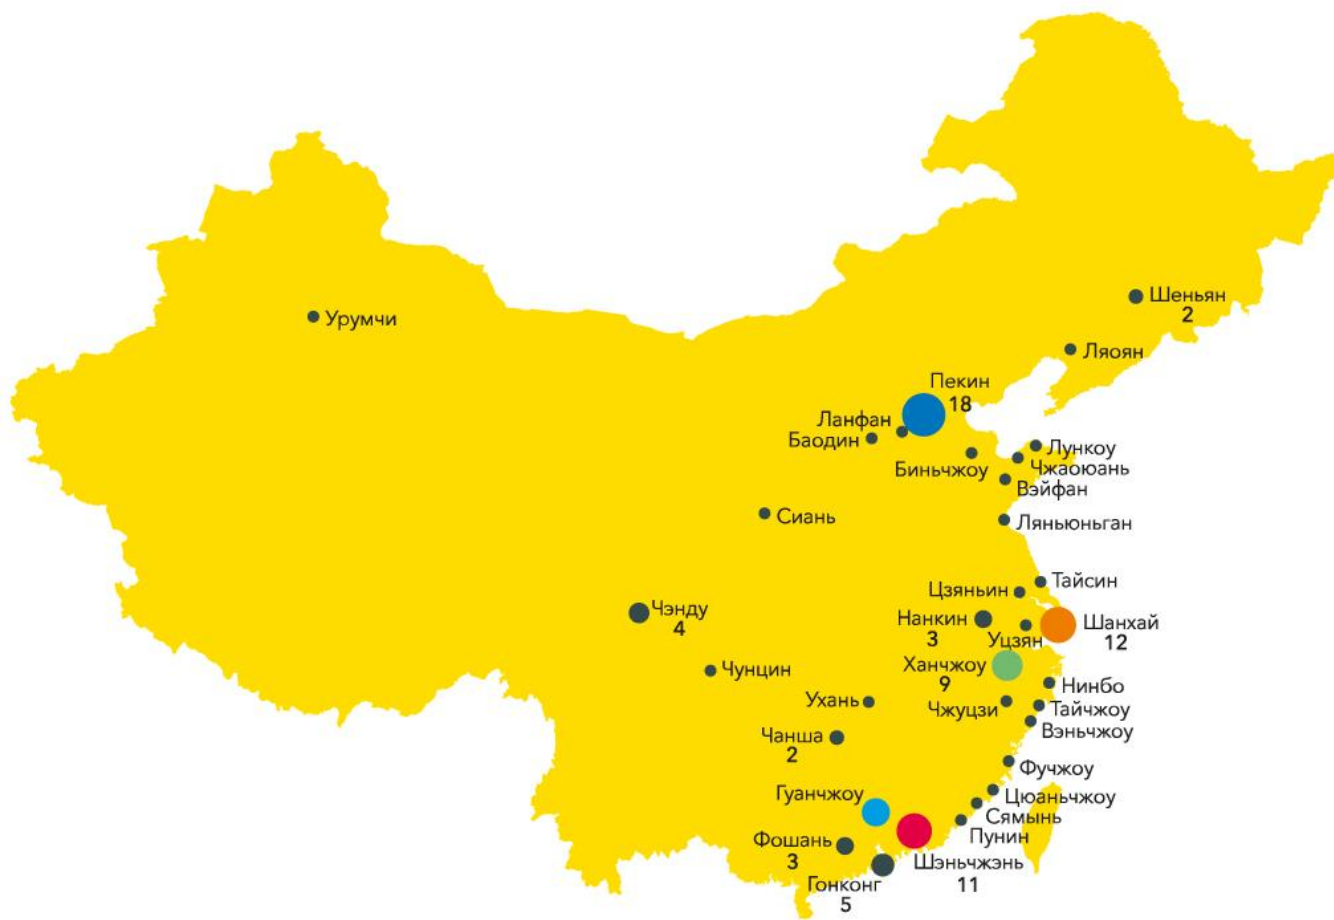 Шеньян
2
Урумчи
Ляоян
Пекин
18
Ланфан
Баодин
Лункоу
Чжаоюань
Биньчжоу
Вэйфан
Сиань
Ляньюньган
Тайсин
Цзяньин
Чэнду
4
Нанкин
3
Шанхай
12
Уцзян
Ханчжоу
9
Чунцин
Нинбо
Ухань
Чжуцзи
Тайчжоу
Вэньчжоу
Чанша
2
Фучжоу
Гуанчжоу
Цюаньчжоу
Сямынь
Пунин
Фошань
3
Шэньчжэнь
11
Гонконг
5